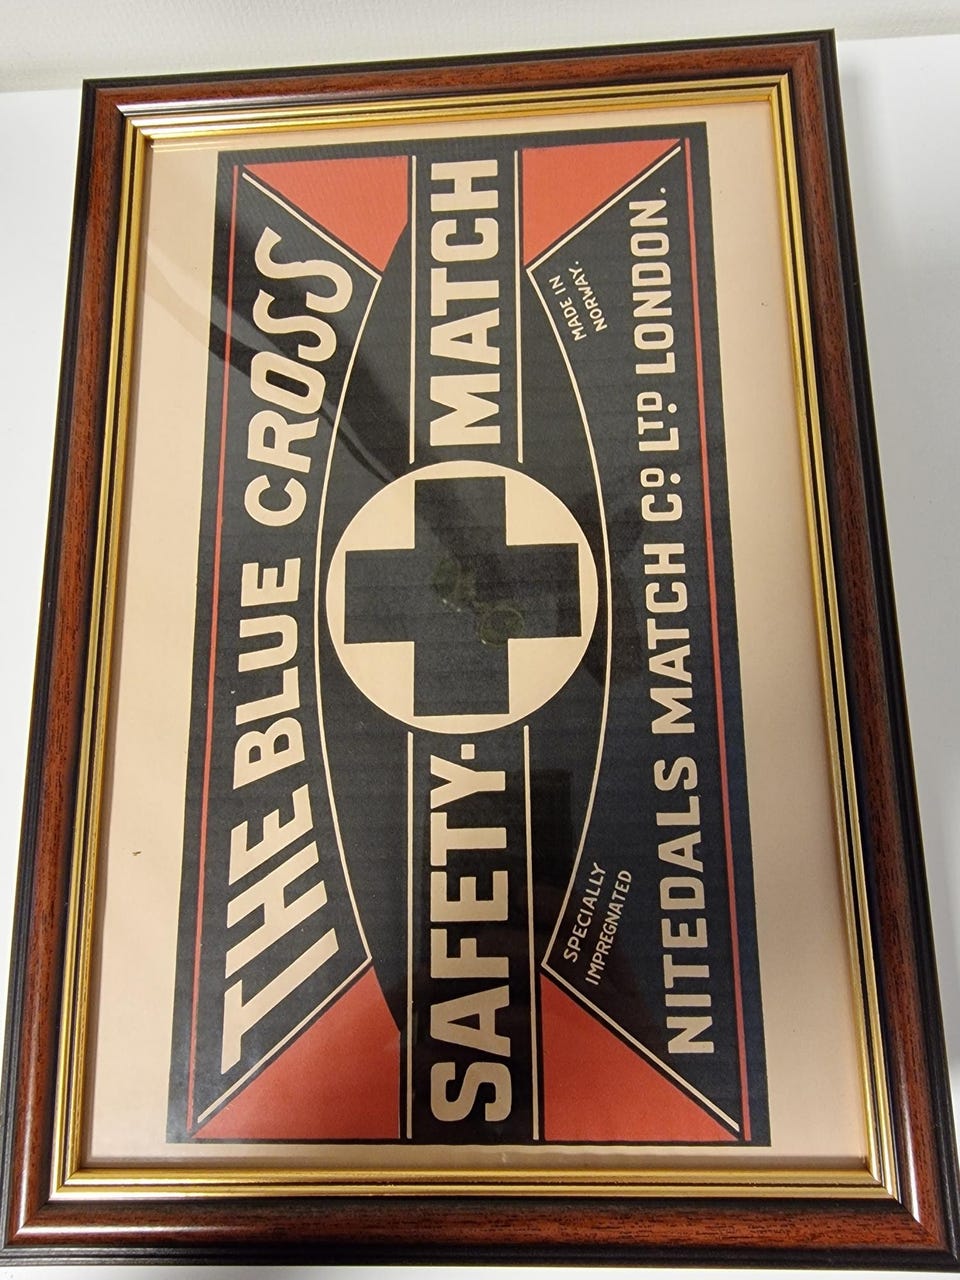 THE BLUE CROSS
SAFETY. MATCH
SPECIALLY
IMPREGNATED
MADE IN
NORWAY.
NITEDALS MATCH Cº LTD LONDON.